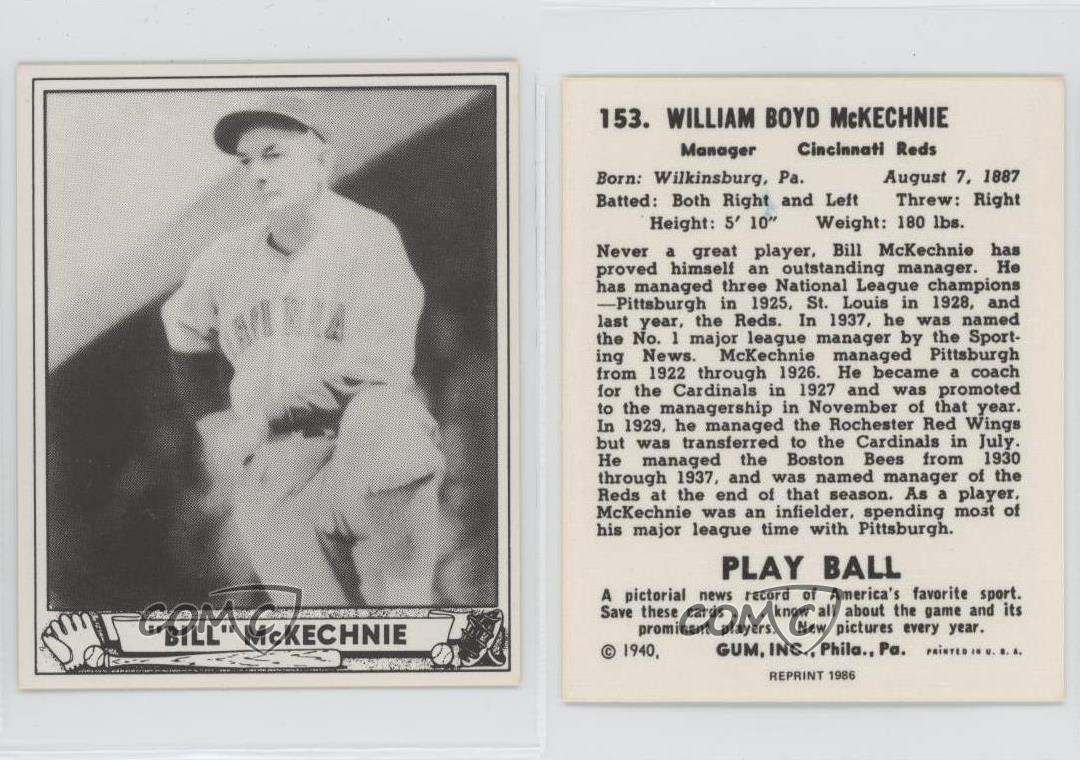 "BILL" McKECHNIE
153. WILLIAM BOYD McKECHNIE
Manager Cincinnati Reds
Born: Wilkinsburg, Pa. August 7, 1887
Batted: Both Right and Left Threw: Right
Height: 5' 10" Weight: 180 lbs.
Never a great player, Bill McKechnie has
proved himself an outstanding manager. He
has managed three National League champions
—Pittsburgh in 1925, St. Louis in 1928, and
last year, the Reds. In 1937, he was named
the No. 1 major league manager by the Sport-
ing News. McKechnie managed Pittsburgh
from 1922 through 1926. He became a coach
for the Cardinals in 1927 and was promoted
to the managership in November of that year.
In 1929, he managed the Rochester Red Wings
but was transferred to the Cardinals in July.
He managed the Boston Bees from 1930
through 1937, and was named manager of the
Reds at the end of that season. As a player,
McKechnie was an infielder, spending most of
his major league time with Pittsburgh.
PLAY BALL
A pictorial news record of America's favorite sport.
Save these cards know all about the game and its
prominent players. New pictures every year.
© 1940, GUM, INC., Phila., Pa. PRINTED IN U. S. A.
REPRINT 1986
COMC
COMC